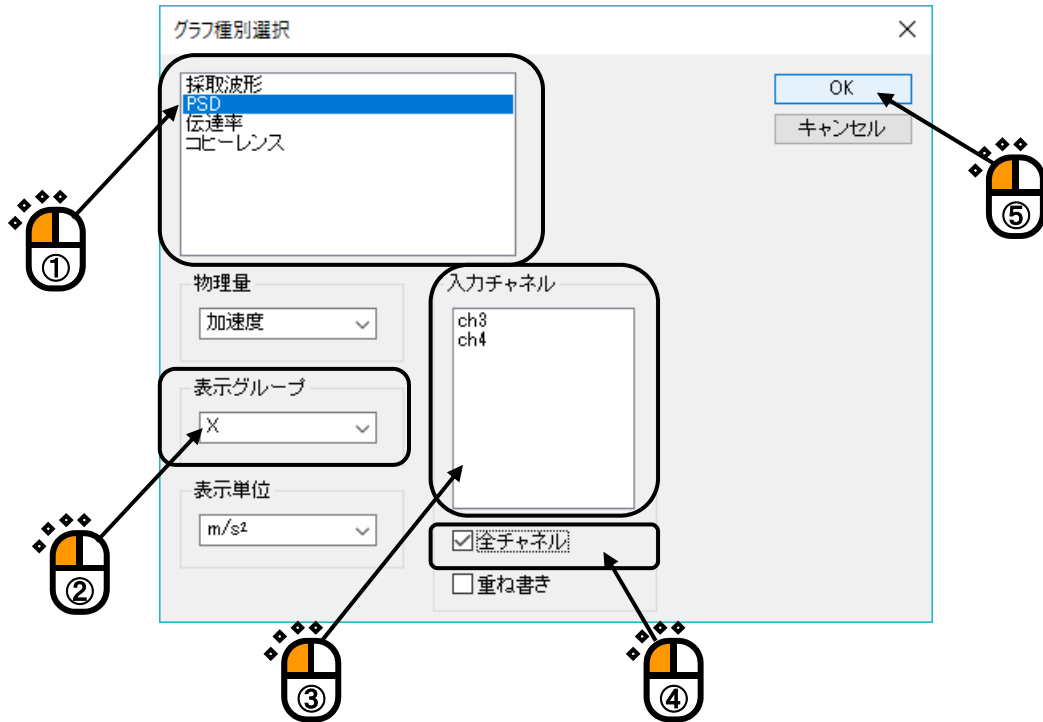 グラフ種別選択
採取波形
PSD
伝達率
コヒーレンス
OK
キャンセル
①
⑤
物理量
加速度
入力チャネル
ch3
ch4
表示グループ
X
表示単位
m/s²
全チャネル
重ね書き
②
③
④